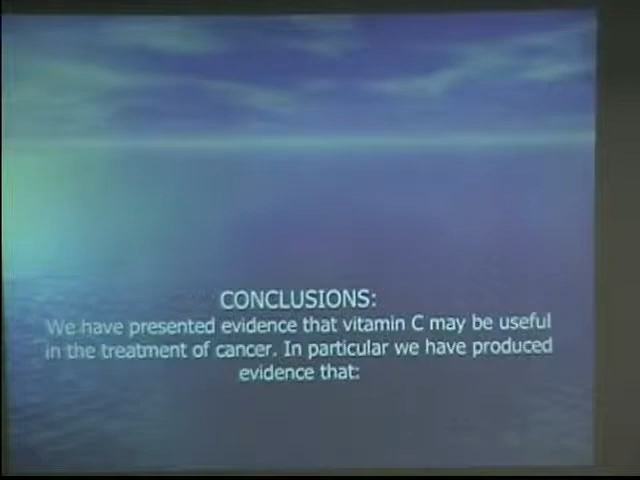 CONCLUSIONS:
We have presented evidence that vitamin C may be useful
in the treatment of cancer. In particular we have produced
evidence that: